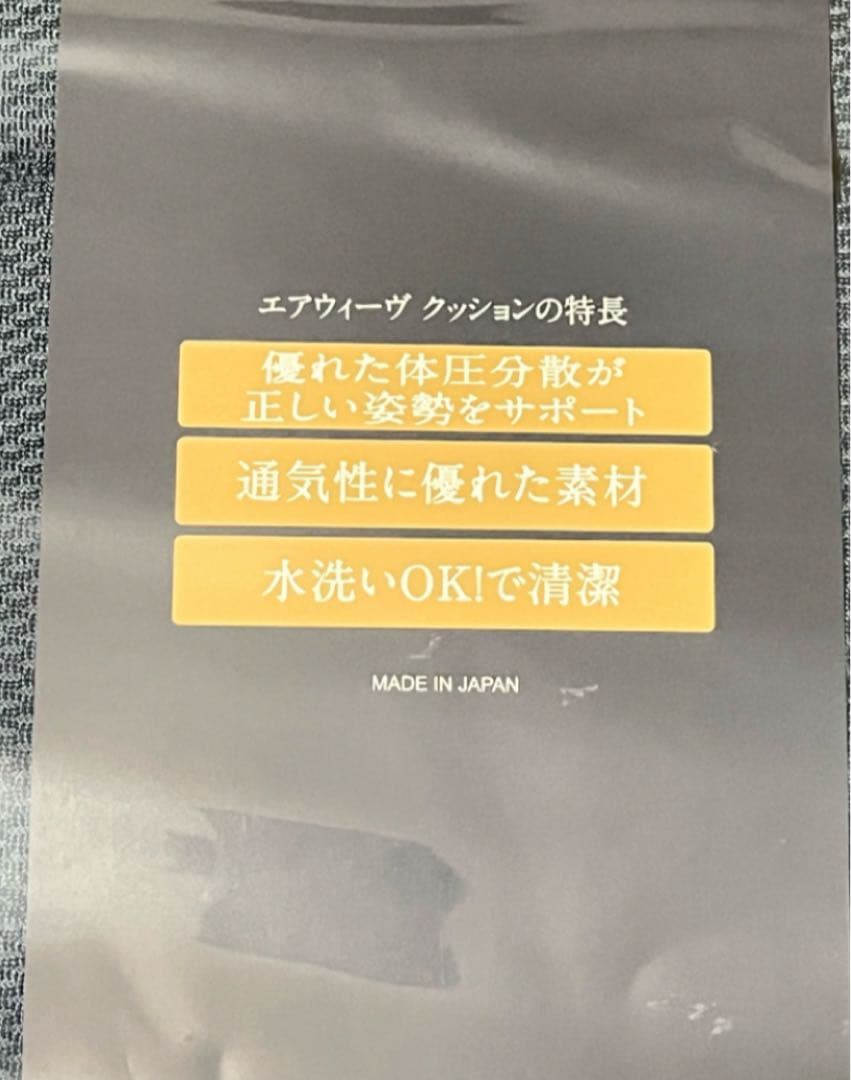 エアウィーヴ クッションの特長
優れた体圧分散が
正しい姿勢をサポート
通気性に優れた素材
水洗いOK!で清潔
MADE IN JAPAN